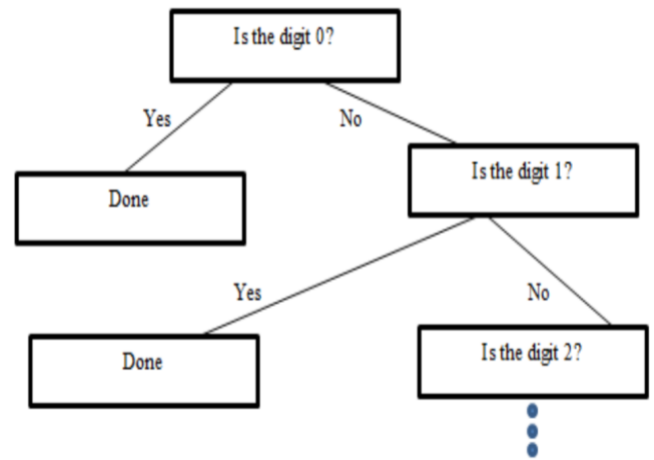 Is the digit 0?
Yes
No
Done
Is the digit 1?
Yes
No
Done
Is the digit 2?